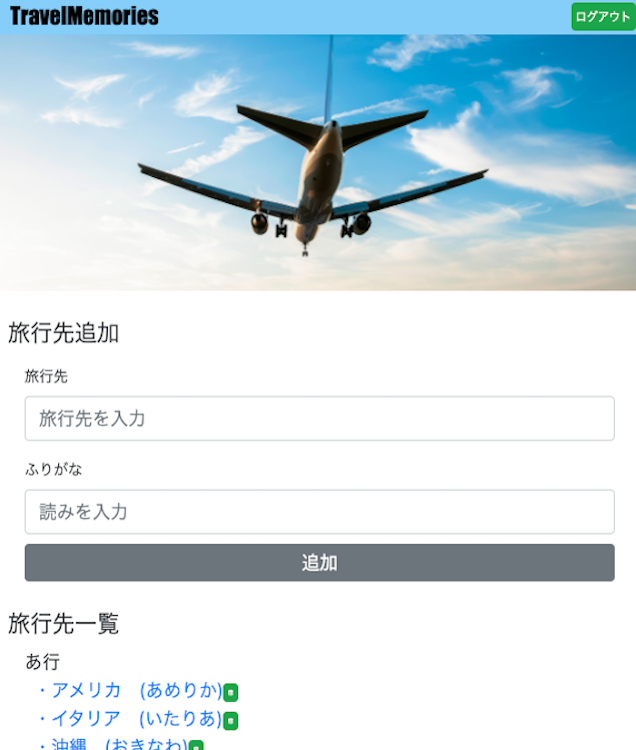 TravelMemories
ログアウト
旅行先追加
旅行先
旅行先を入力
ふりがな
読みを入力
追加
旅行先一覧
あ行
・アメリカ　(あめりか)
・イタリア　(いたりあ)
・沖縄　(おきなわ)